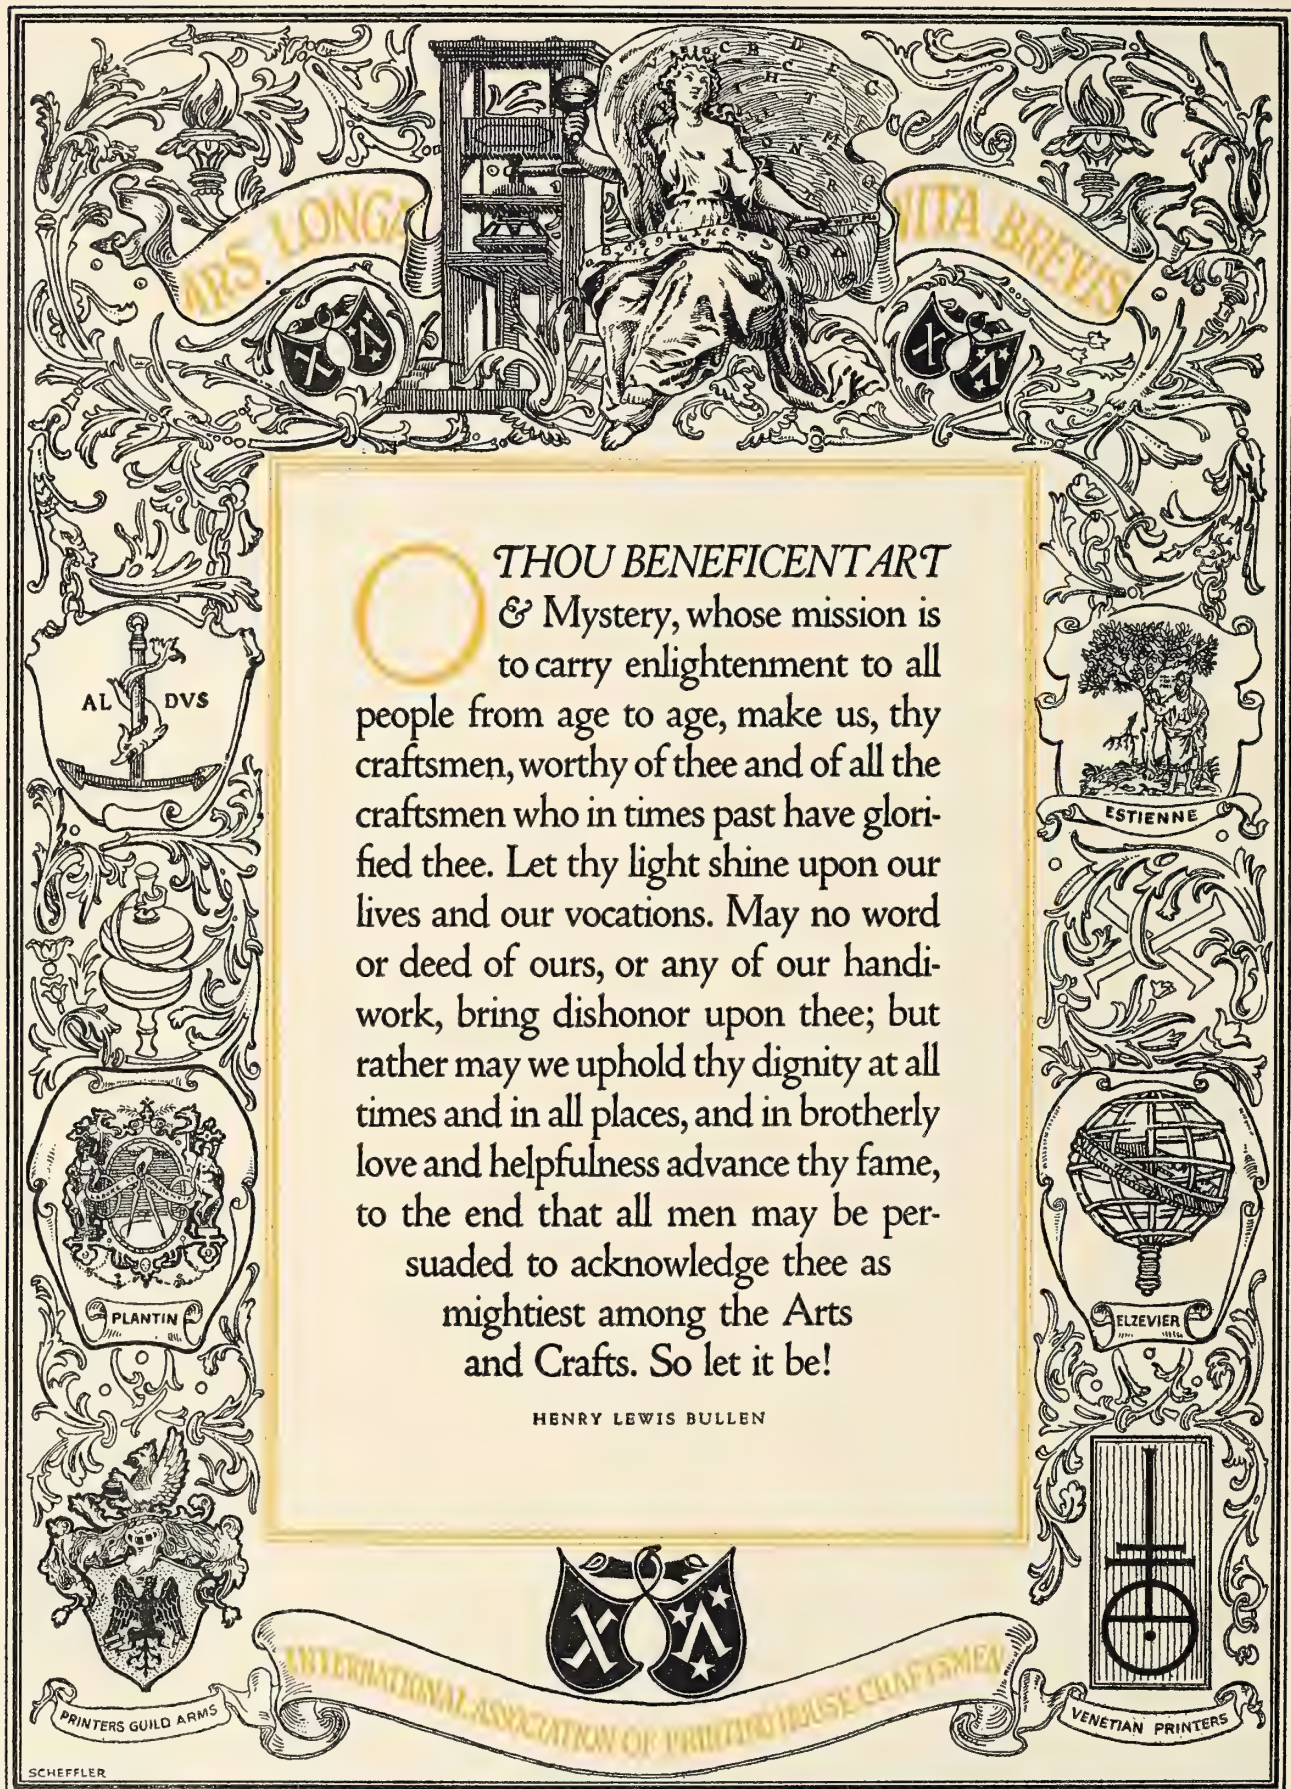 ARS LONGA
VITA BREVIS
O THOU BENEFICENT ART
& Mystery, whose mission is
to carry enlightenment to all
people from age to age, make us, thy
craftsmen, worthy of thee and of all the
craftsmen who in times past have glori-
fied thee. Let thy light shine upon our
lives and our vocations. May no word
or deed of ours, or any of our handi-
work, bring dishonor upon thee; but
rather may we uphold thy dignity at all
times and in all places, and in brotherly
love and helpfulness advance thy fame,
to the end that all men may be per-
suaded to acknowledge thee as
mightiest among the Arts
and Crafts. So let it be!
HENRY LEWIS BULLEN
AL DVS
ESTIENNE
PLANTIN
ELZEVIER
PRINTERS GUILD ARMS
INTERNATIONAL ASSOCIATION OF PRINTING HOUSE CRAFTSMEN
VENETIAN PRINTERS
SCHEFFLER